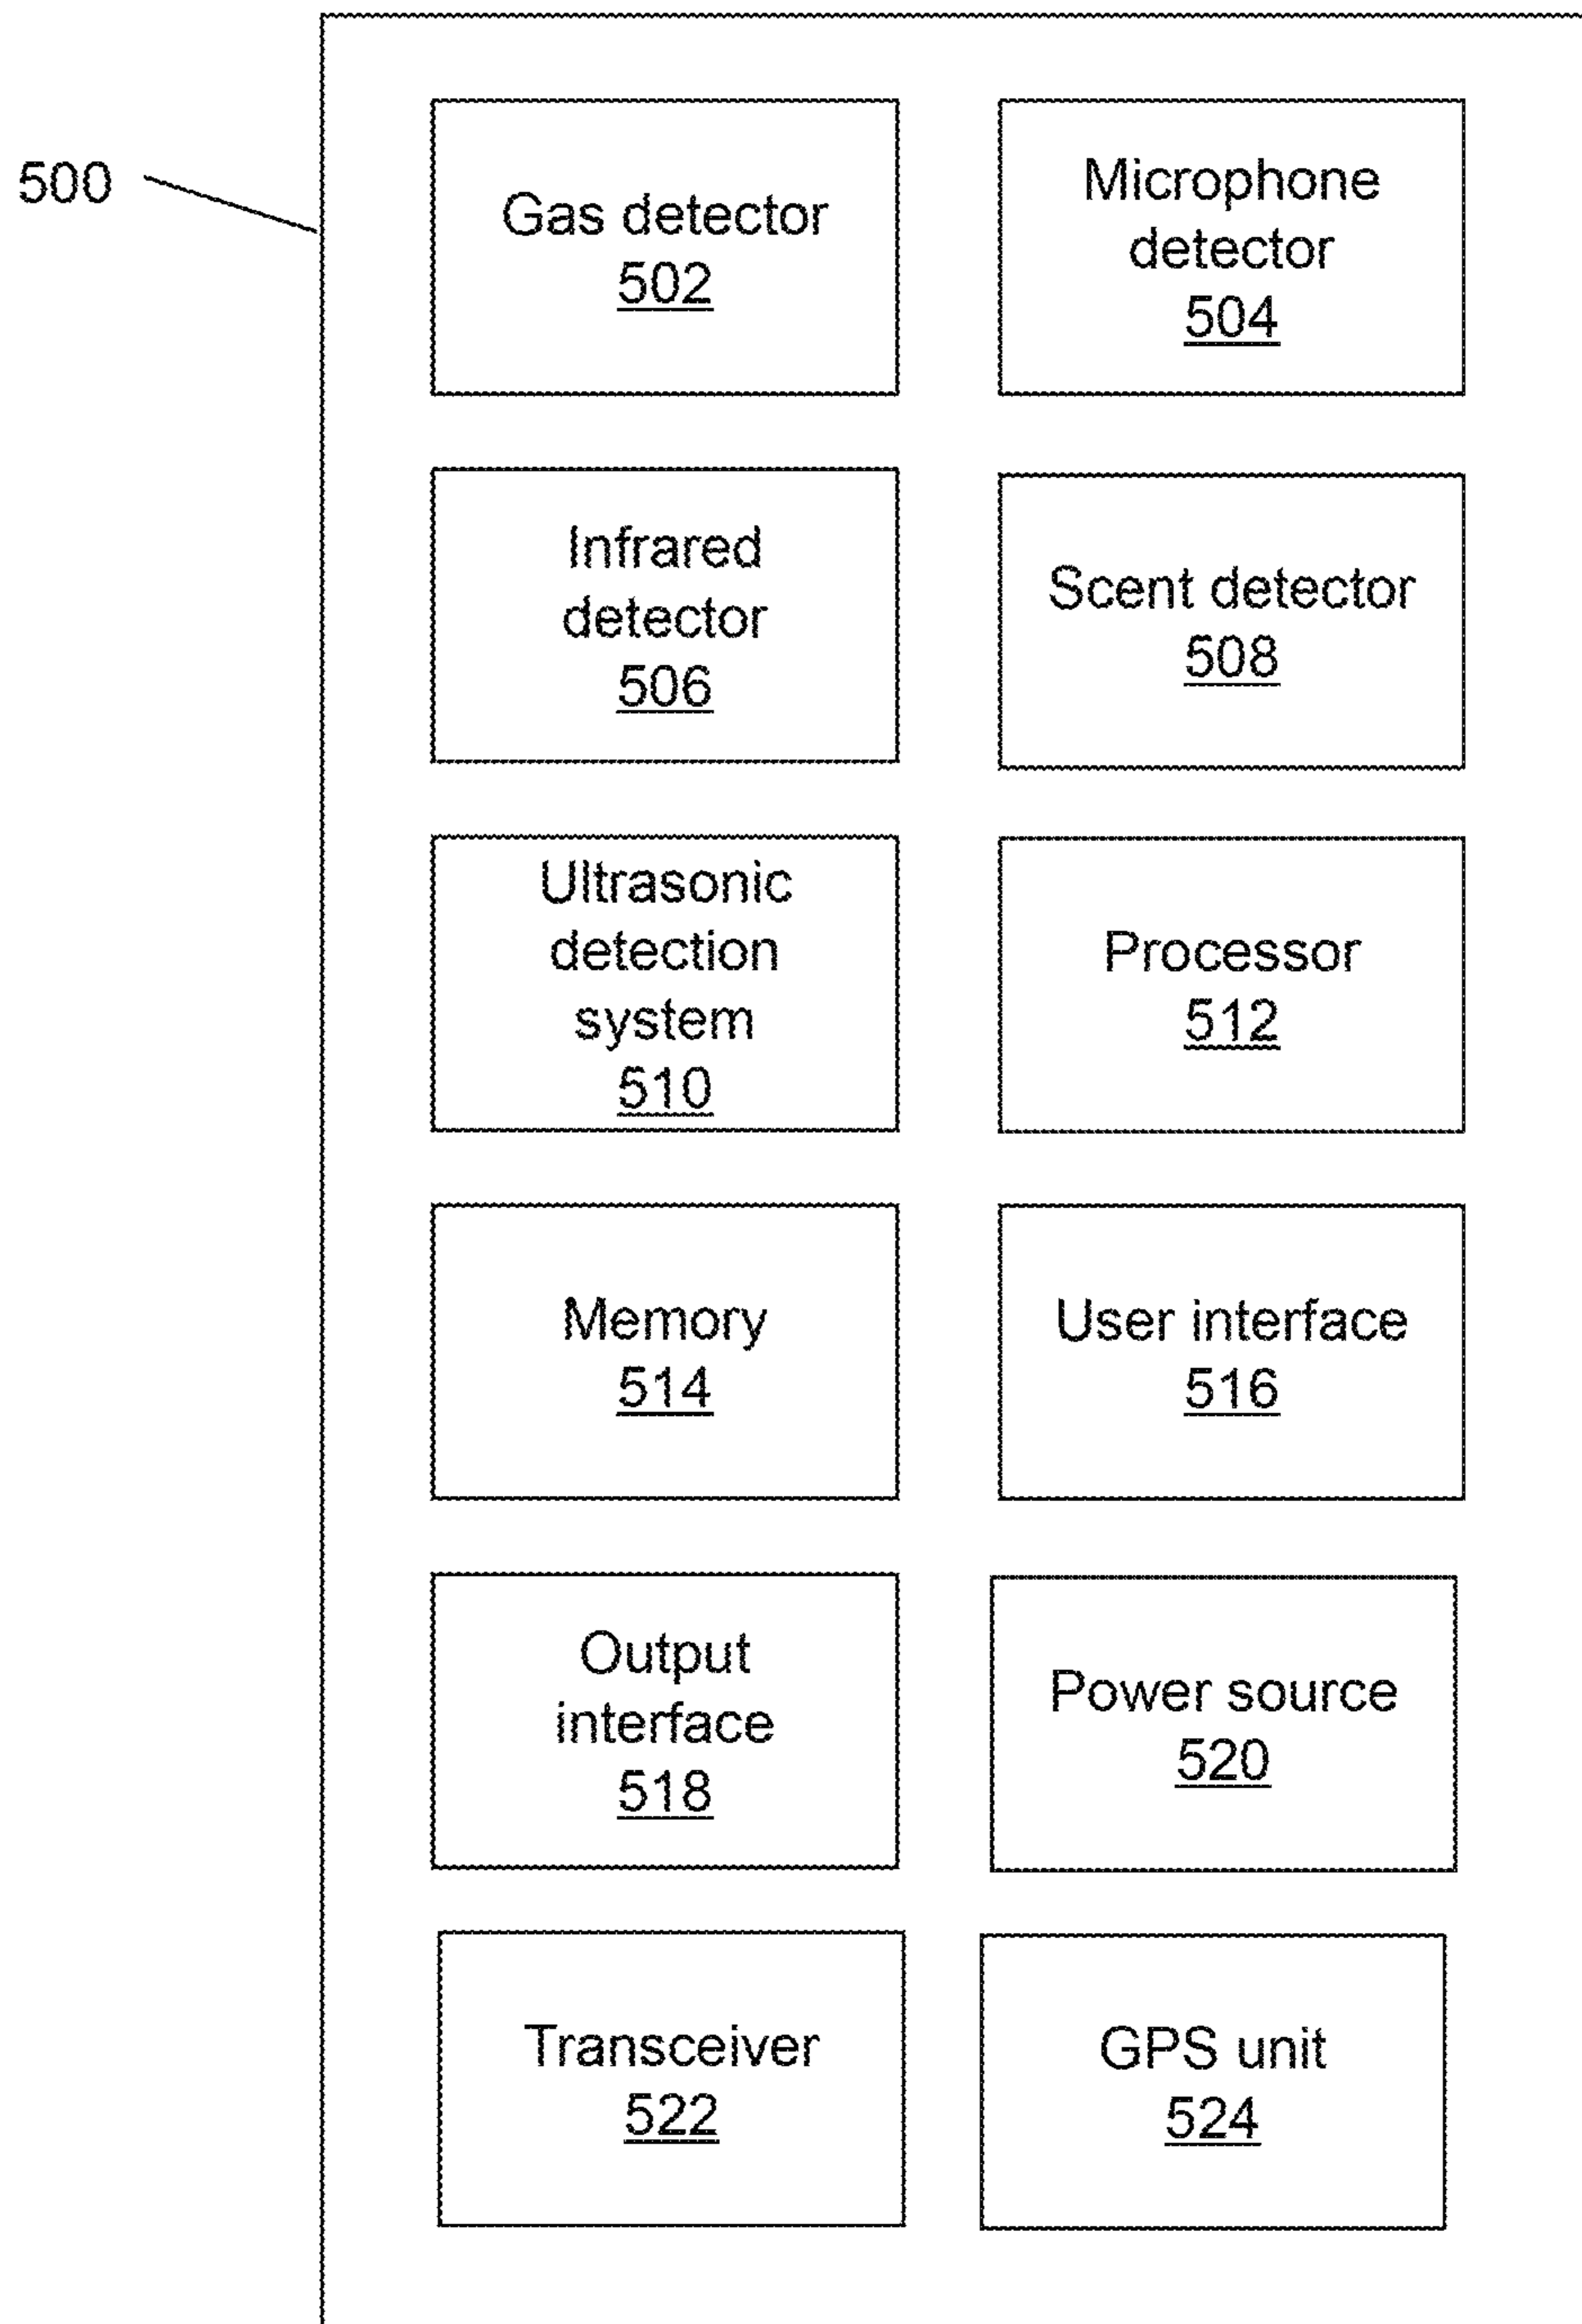 500
Gas detector
502
Microphone
detector
504
Infrared
detector
506
Scent detector
508
Ultrasonic
detection
system
510
Processor
512
Memory
514
User interface
516
Output
interface
518
Power source
520
Transceiver
522
GPS unit
524